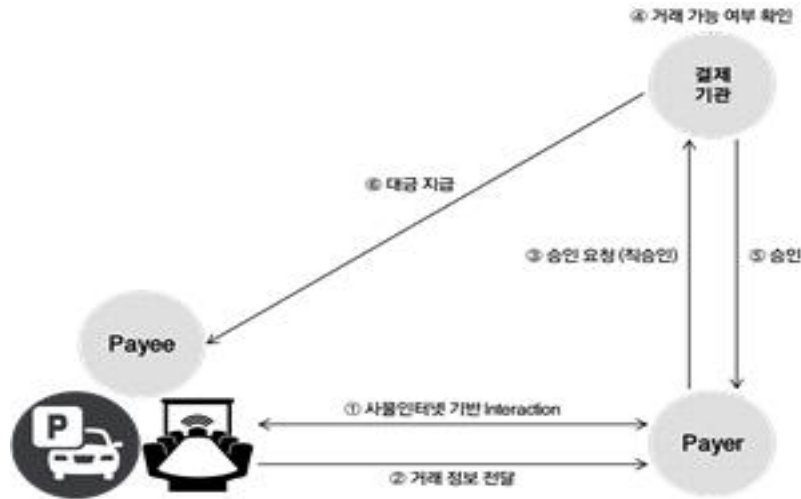 ④ 거래 가능 여부 확인
결제
기관
⑥ 대금 지급
③ 승인 요청 (직승인)
⑤ 승인
Payee
① 사물인터넷 기반 Interaction
P
Payer
② 거래 정보 전달